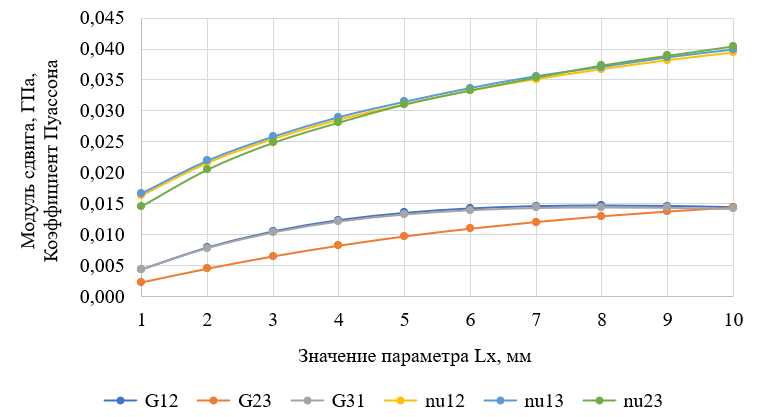 Модуль сдвига, ГПа,
Коэффициент Пуассона
0,045
0,040
0,035
0,030
0,025
0,020
0,015
0,010
0,005
0,000
1 2 3 4 5 6 7 8 9 10
Значение параметра Lx, мм
G12 G23 G31 nu12 nu13 nu23